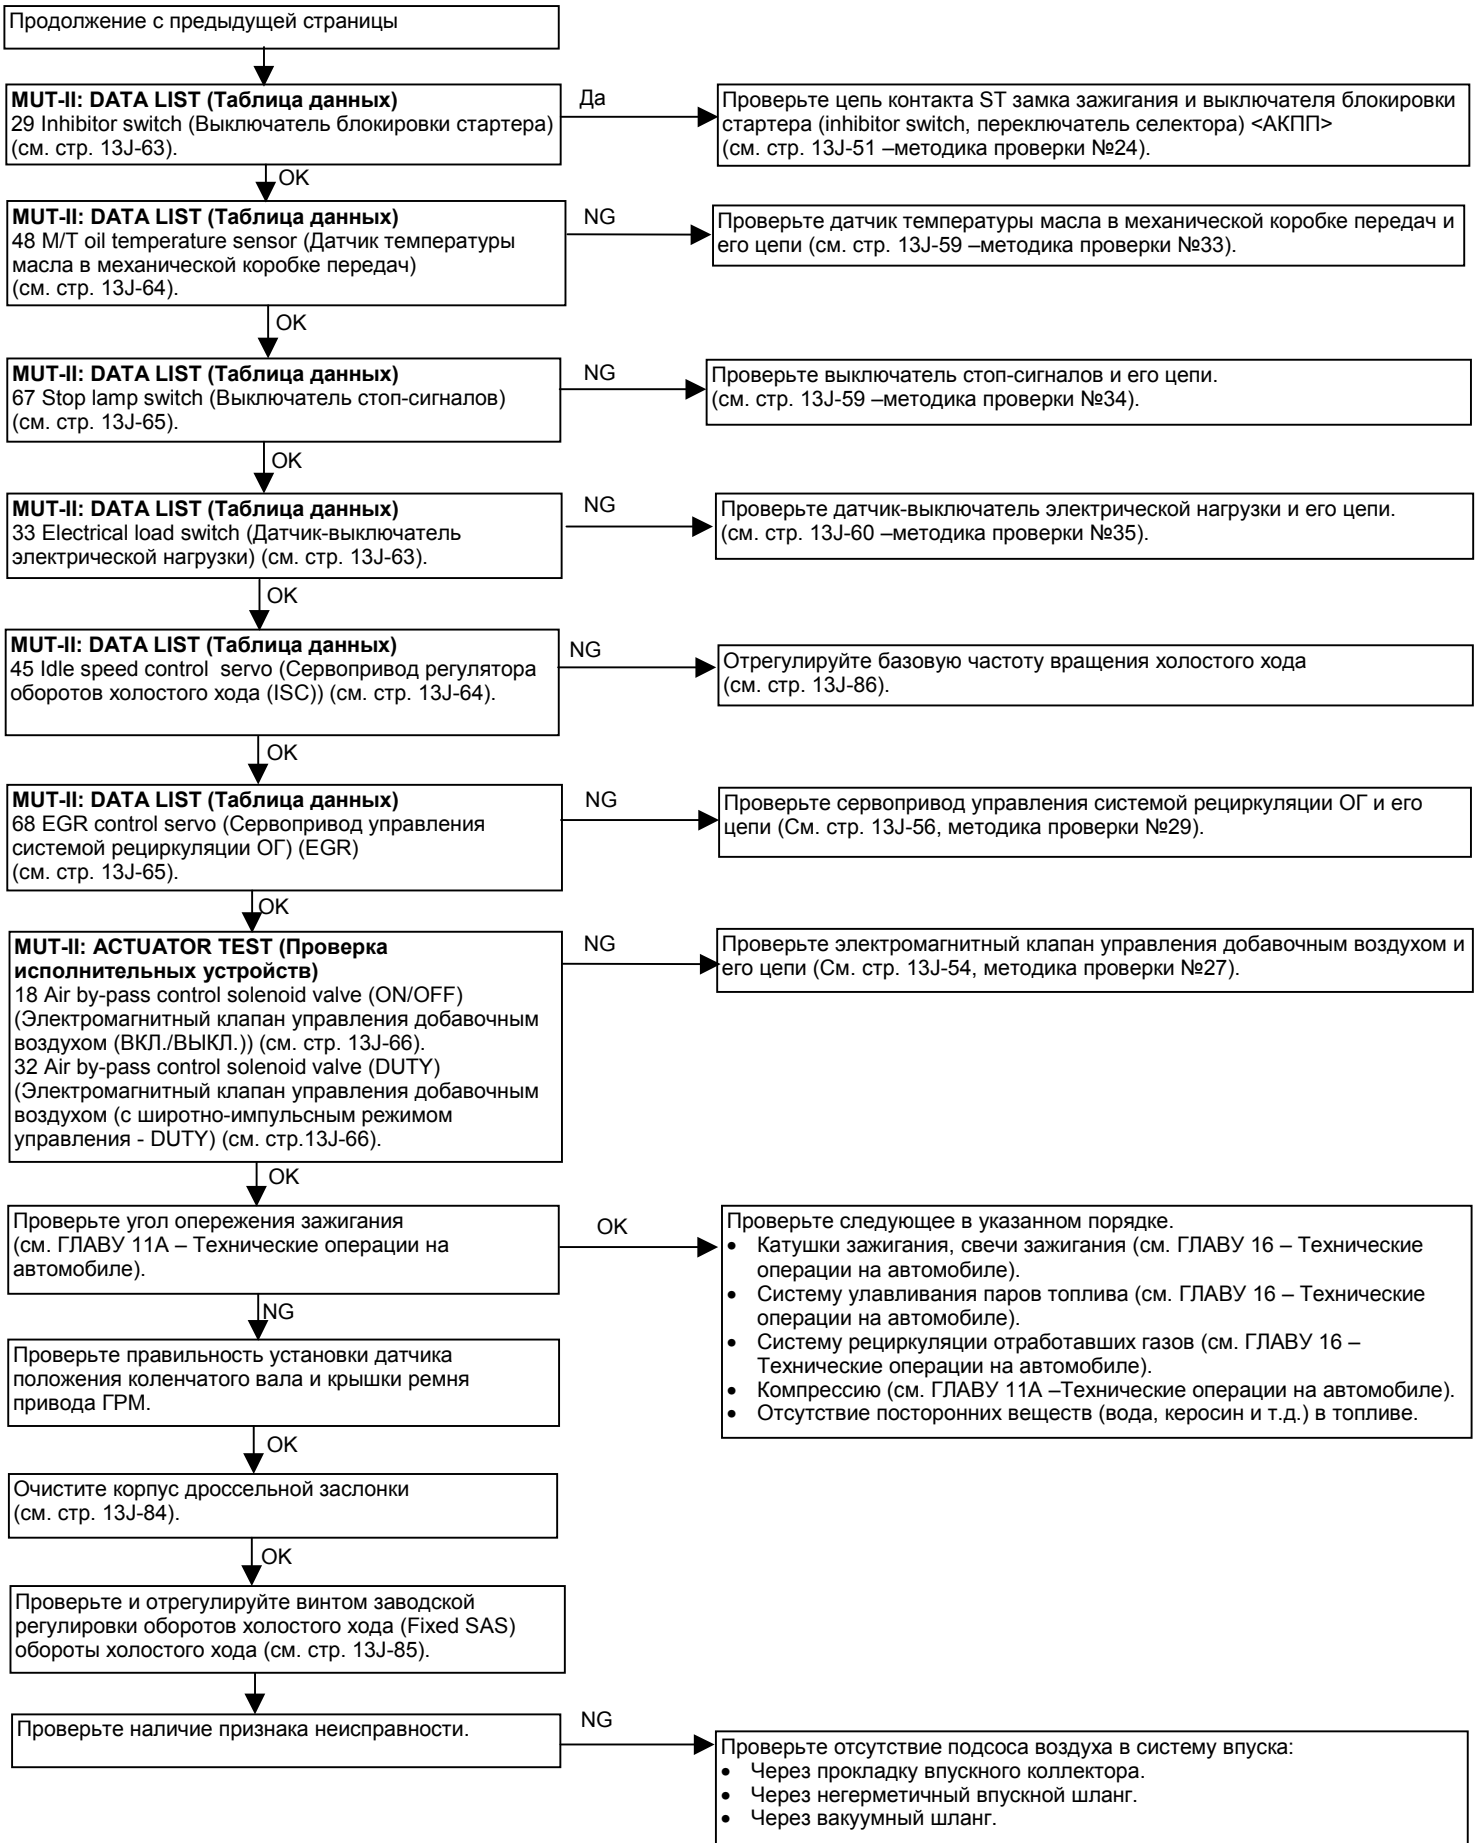 Продолжение с предыдущей страницы
MUT-II: DATA LIST (Таблица данных)
29 Inhibitor switch (Выключатель блокировки стартера)
(см. стр. 13J-63).
Да
Проверьте цепь контакта ST замка зажигания и выключателя блокировки
стартера (inhibitor switch, переключатель селектора) <АКПП>
(см. стр. 13J-51 –методика проверки №24).
OK
MUT-II: DATA LIST (Таблица данных)
48 M/T oil temperature sensor (Датчик температуры
масла в механической коробке передач)
(см. стр. 13J-64).
NG
Проверьте датчик температуры масла в механической коробке передач и
его цепи (см. стр. 13J-59 –методика проверки №33).
OK
MUT-II: DATA LIST (Таблица данных)
67 Stop lamp switch (Выключатель стоп-сигналов)
(см. стр. 13J-65).
NG
Проверьте выключатель стоп-сигналов и его цепи.
(см. стр. 13J-59 –методика проверки №34).
OK
MUT-II: DATA LIST (Таблица данных)
33 Electrical load switch (Датчик-выключатель
электрической нагрузки) (см. стр. 13J-63).
NG
Проверьте датчик-выключатель электрической нагрузки и его цепи.
(см. стр. 13J-60 –методика проверки №35).
OK
MUT-II: DATA LIST (Таблица данных)
45 Idle speed control  servo (Сервопривод регулятора
оборотов холостого хода (ISC)) (см. стр. 13J-64).
NG
Отрегулируйте базовую частоту вращения холостого хода
(см. стр. 13J-86).
OK
MUT-II: DATA LIST (Таблица данных)
68 EGR control servo (Сервопривод управления
системой рециркуляции ОГ) (EGR)
(см. стр. 13J-65).
NG
Проверьте сервопривод управления системой рециркуляции ОГ и его
цепи (См. стр. 13J-56, методика проверки №29).
OK
MUT-II: ACTUATOR TEST (Проверка
исполнительных устройств)
18 Air by-pass control solenoid valve (ON/OFF)
(Электромагнитный клапан управления добавочным
воздухом (ВКЛ./ВЫКЛ.)) (см. стр. 13J-66).
32 Air by-pass control solenoid valve (DUTY)
(Электромагнитный клапан управления добавочным
воздухом (с широтно-импульсным режимом
управления - DUTY) (см. стр.13J-66).
NG
Проверьте электромагнитный клапан управления добавочным воздухом и
его цепи (См. стр. 13J-54, методика проверки №27).
OK
Проверьте угол опережения зажигания
(см. ГЛАВУ 11А – Технические операции на
автомобиле).
OK
Проверьте следующее в указанном порядке.
• Катушки зажигания, свечи зажигания (см. ГЛАВУ 16 – Технические
операции на автомобиле).
• Систему улавливания паров топлива (см. ГЛАВУ 16 – Технические
операции на автомобиле).
• Систему рециркуляции отработавших газов (см. ГЛАВУ 16 –
Технические операции на автомобиле).
• Компрессию (см. ГЛАВУ 11А –Технические операции на автомобиле).
• Отсутствие посторонних веществ (вода, керосин и т.д.) в топливе.
NG
Проверьте правильность установки датчика
положения коленчатого вала и крышки ремня
привода ГРМ.
OK
Очистите корпус дроссельной заслонки
(см. стр. 13J-84).
OK
Проверьте и отрегулируйте винтом заводской
регулировки оборотов холостого хода (Fixed SAS)
обороты холостого хода (см. стр. 13J-85).
Проверьте наличие признака неисправности.
NG
Проверьте отсутствие подсоса воздуха в систему впуска:
• Через прокладку впускного коллектора.
• Через негерметичный впускной шланг.
• Через вакуумный шланг.